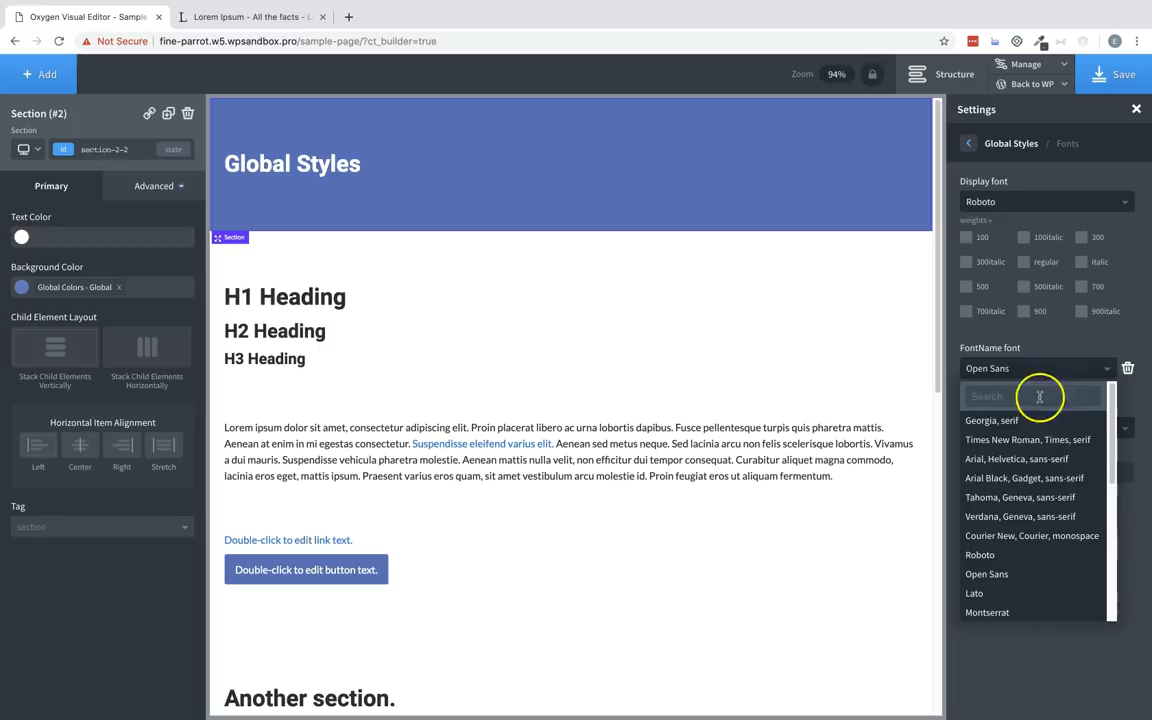 Oxygen Visual Editor - Sample
Lorem Ipsum - All the facts - L
Not Secure
fine-parrot.w5.wpsandbox.pro/sample-page/?ct_builder=true
E
+ Add
Zoom
94%
Structure
Manage
Back to WP
Save
Section (#2)
Section
id
section-2-2
state
Primary
Advanced
Text Color
Background Color
Global Colors - Global x
Child Element Layout
Stack Child Elements
Vertically
Stack Child Elements
Horizontally
Horizontal Item Alignment
Left
Center
Right
Stretch
Tag
section
Global Styles
Section
H1 Heading
H2 Heading
H3 Heading
Lorem ipsum dolor sit amet, consectetur adipiscing elit. Proin placerat libero ac urna lobortis dapibus. Fusce pellentesque turpis quis pharetra mollis.
Aenean at enim in mi egestas consectetur. Suspendisse eleifend varius elit. Aenean sed metus neque. Sed lacinia arcu non felis scelerisque lobortis. Vivamus
a dui mauris. Suspendisse vehicula pharetra molestie. Aenean mattis nulla velit, non efficitur dui tempus sed. Curabitur aliquet magna commodo,
lacinia eros eget, mattis ipsum. Praesent varius eros quam, sit amet vestibulum arcu molestie id. Proin feugiat eros ut aliquam fermentum.
Double-click to edit link text.
Double-click to edit button text.
Another section.
Settings
Global Styles
Fonts
Display font
Roboto
weights »
100
100italic
300
300italic
regular
italic
500
500italic
700
700italic
900
900italic
FontName font
Open Sans
Search
Georgia, serif
Times New Roman, Times, serif
Arial, Helvetica, sans-serif
Arial Black, Gadget, sans-serif
Tahoma, Geneva, sans-serif
Verdana, Geneva, sans-serif
Courier New, Courier, monospace
Roboto
Open Sans
Lato
Montserrat